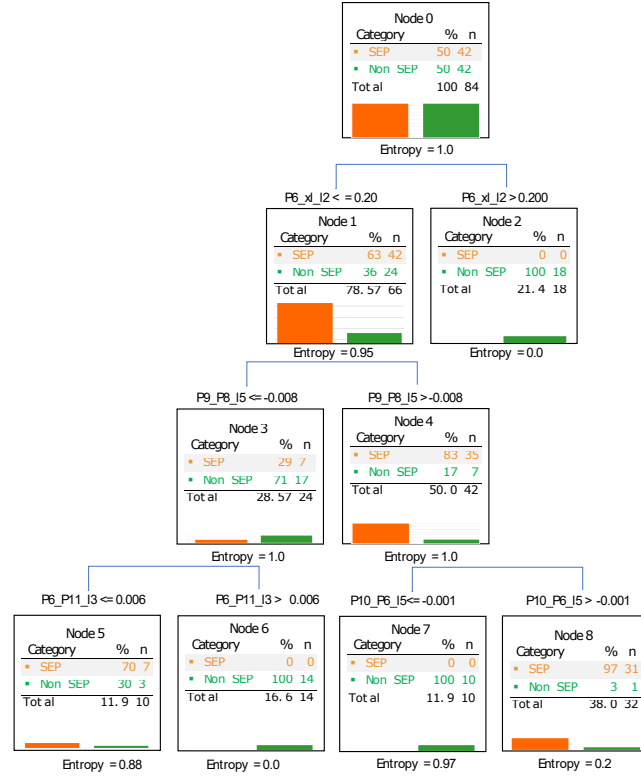 Node 0
Category % n
SEP 50 42
Non SEP 50 42
Total 100 84
Entropy = 1.0
P6_xl_l2 <= 0.20
P6_xl_l2 > 0.200
Node 1
Category % n
SEP 63 42
Non SEP 36 24
Total 78.57 66
Entropy = 0.95
Node 2
Category % n
SEP 0 0
Non SEP 100 18
Total 21.4 18
Entropy = 0.0
P9_P8_l5 <= -0.008
P9_P8_l5 > -0.008
Node 3
Category % n
SEP 29 7
Non SEP 71 17
Total 28.57 24
Entropy = 1.0
Node 4
Category % n
SEP 83 35
Non SEP 17 7
Total 50.0 42
Entropy = 1.0
P6_P11_l3 <= 0.006
P6_P11_l3 > 0.006
P10_P6_l5 <= -0.001
P10_P6_l5 > -0.001
Node 5
Category % n
SEP 70 7
Non SEP 30 3
Total 11.9 10
Entropy = 0.88
Node 6
Category % n
SEP 0 0
Non SEP 100 14
Total 16.6 14
Entropy = 0.0
Node 7
Category % n
SEP 0 0
Non SEP 100 10
Total 11.9 10
Entropy = 0.97
Node 8
Category % n
SEP 97 31
Non SEP 3 1
Total 38.0 32
Entropy = 0.2